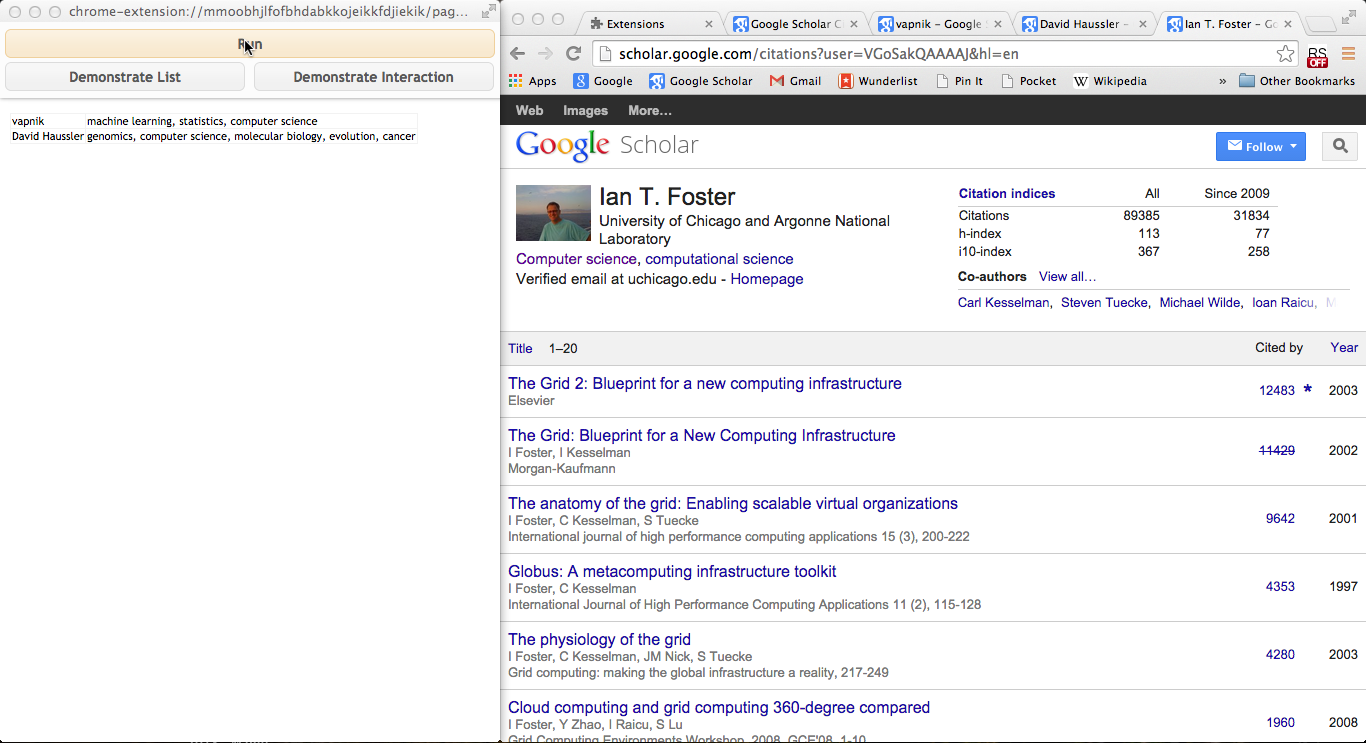 chrome-extension://mmoobhjlfofbhdabkkojeikkfdjiekik/pag...
Run
Demonstrate List
Demonstrate Interaction
vapnik machine learning, statistics, computer science
David Haussler genomics, computer science, molecular biology, evolution, cancer
Extensions
Google Scholar C
vapnik – Google S
David Haussler –
Ian T. Foster – Go
scholar.google.com/citations?user=VGoSakQAAAAJ&hl=en
RS
OFF
Apps
Google
Google Scholar
Gmail
Wunderlist
Pin It
Pocket
Wikipedia
»
Other Bookmarks
Web Images More...
Google Scholar
Follow
Ian T. Foster
University of Chicago and Argonne National
Laboratory
Computer science, computational science
Verified email at uchicago.edu - Homepage
Citation indices All Since 2009
Citations 89385 31834
h-index 113 77
i10-index 367 258
Co-authors View all...
Carl Kesselman, Steven Tuecke, Michael Wilde, Ioan Raicu, M
Title 1–20 Cited by Year
The Grid 2: Blueprint for a new computing infrastructure 12483 * 2003
Elsevier
The Grid: Blueprint for a New Computing Infrastructure 11429 2002
I Foster, I Kesselman
Morgan-Kaufmann
The anatomy of the grid: Enabling scalable virtual organizations 9642 2001
I Foster, C Kesselman, S Tuecke
International journal of high performance computing applications 15 (3), 200-222
Globus: A metacomputing infrastructure toolkit 4353 1997
I Foster, C Kesselman
International Journal of High Performance Computing Applications 11 (2), 115-128
The physiology of the grid 4280 2003
I Foster, C Kesselman, JM Nick, S Tuecke
Grid computing: making the global infrastructure a reality, 217-249
Cloud computing and grid computing 360-degree compared 1960 2008
I Foster, Y Zhao, I Raicu, S Lu
Grid Computing Environments Workshop, 2008. GCE'08, 1-10